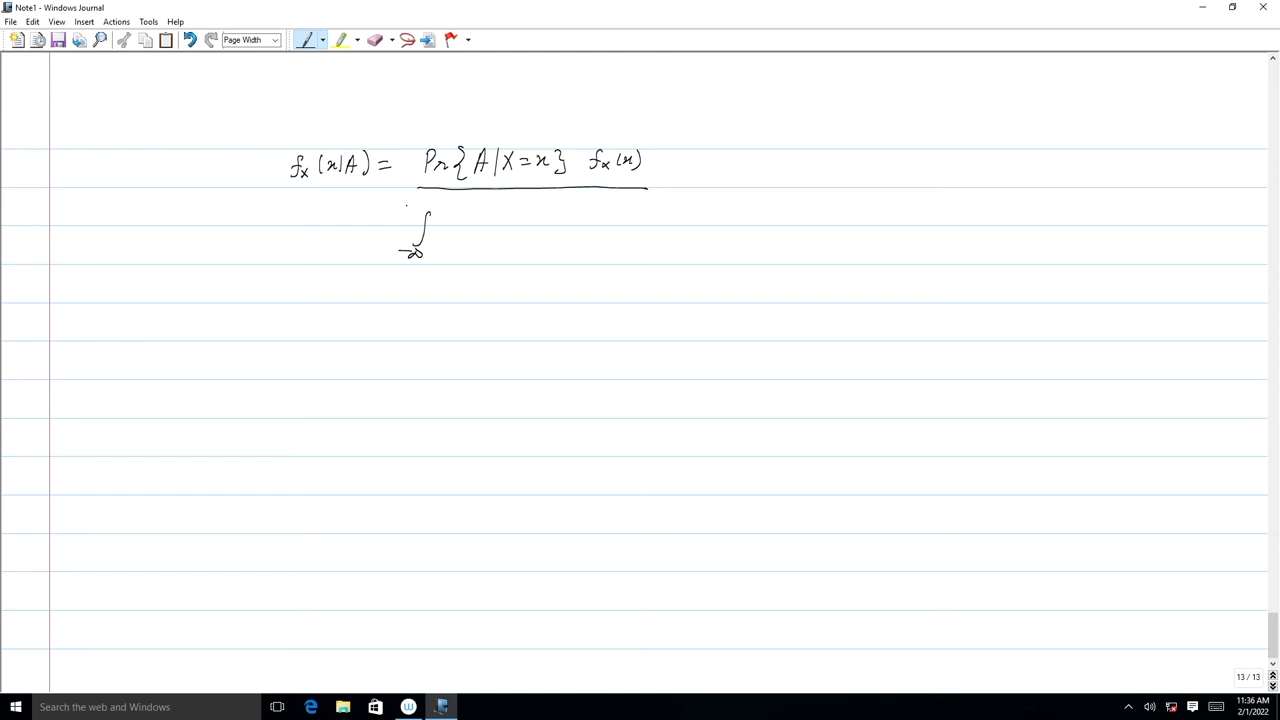 Note1 - Windows Journal
File Edit View Insert Actions Tools Help
Page Width
fₓ(x|A) = Pr{A|X=x} fₓ(x)
∫
-∞
13 / 13
Search the web and Windows
11:36 AM
2/1/2022